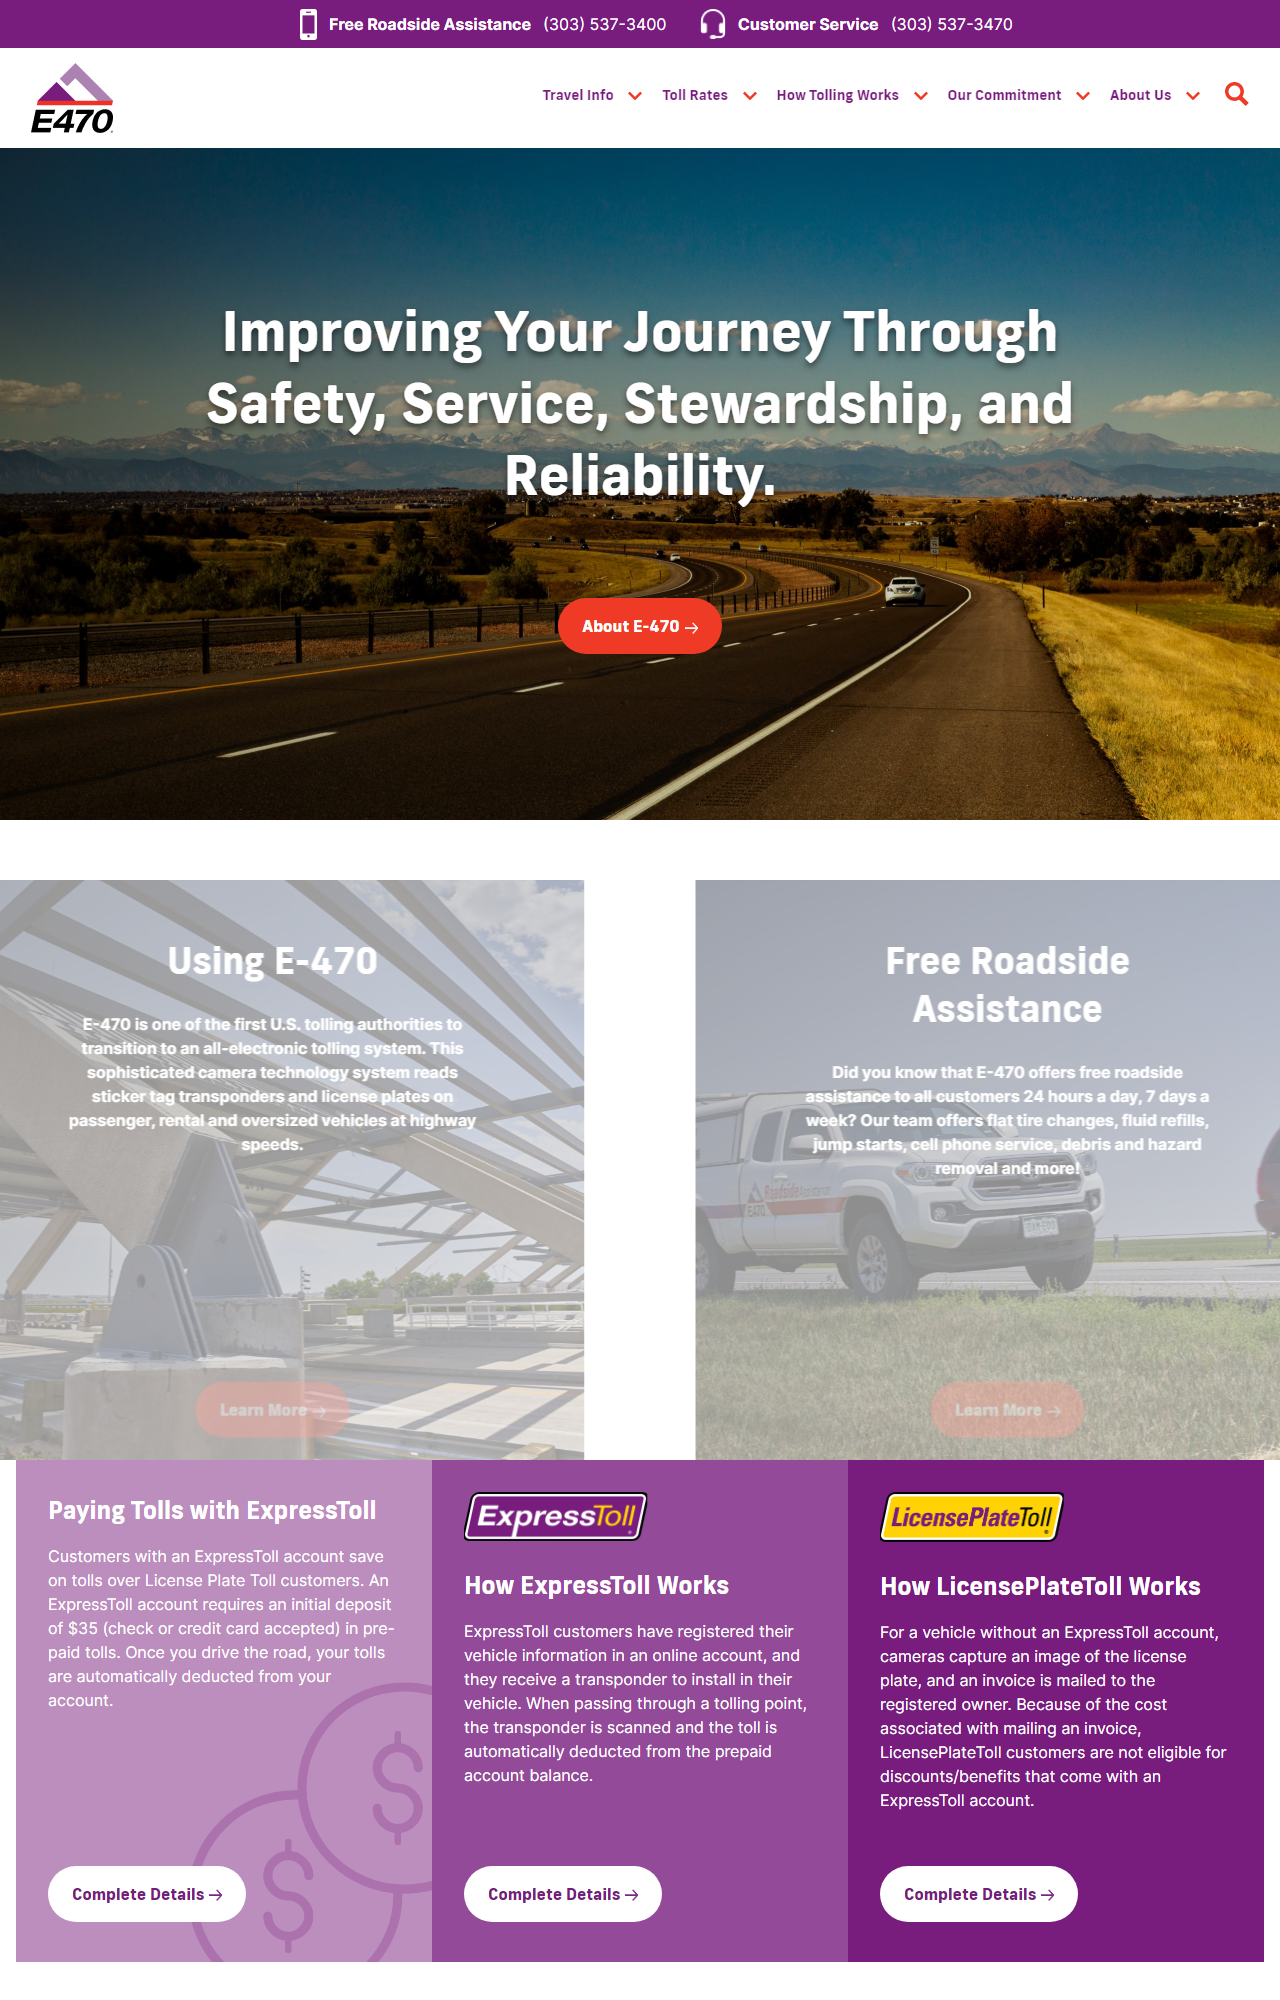 Free Roadside Assistance (303) 537-3400 Customer Service (303) 537-3470
E470
Travel Info Toll Rates How Tolling Works Our Commitment About Us
Improving Your Journey Through
Safety, Service, Stewardship, and
Reliability.
About E-470 →
Using E-470
E-470 is one of the first U.S. tolling authorities to
transition to an all-electronic tolling system. This
sophisticated camera technology system reads
sticker tag transponders and license plates on
passenger, rental and oversized vehicles at highway
speeds.
Learn More →
Free Roadside
Assistance
Did you know that E-470 offers free roadside
assistance to all customers 24 hours a day, 7 days a
week? Our team offers flat tire changes, fluid refills,
jump starts, cell phone service, debris and hazard
removal and more!
Roadside
E470
Learn More →
Paying Tolls with ExpressToll
Customers with an ExpressToll account save
on tolls over License Plate Toll customers. An
ExpressToll account requires an initial deposit
of $35 (check or credit card accepted) in pre-
paid tolls. Once you drive the road, your tolls
are automatically deducted from your
account.
$
$
Complete Details →
ExpressToll
How ExpressToll Works
ExpressToll customers have registered their
vehicle information in an online account, and
they receive a transponder to install in their
vehicle. When passing through a tolling point,
the transponder is scanned and the toll is
automatically deducted from the prepaid
account balance.
Complete Details →
LicensePlateToll
How LicensePlateToll Works
For a vehicle without an ExpressToll account,
cameras capture an image of the license
plate, and an invoice is mailed to the
registered owner. Because of the cost
associated with mailing an invoice,
LicensePlateToll customers are not eligible for
discounts/benefits that come with an
ExpressToll account.
Complete Details →